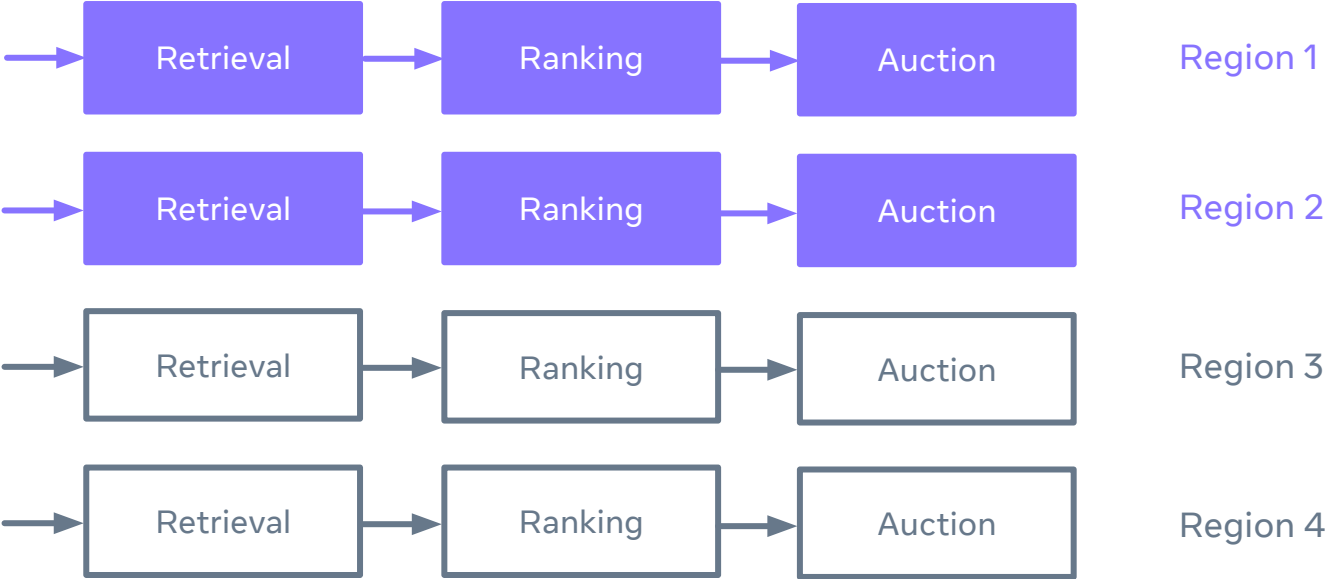 Retrieval Ranking Auction Region 1
Retrieval Ranking Auction Region 2
Retrieval Ranking Auction Region 3
Retrieval Ranking Auction Region 4